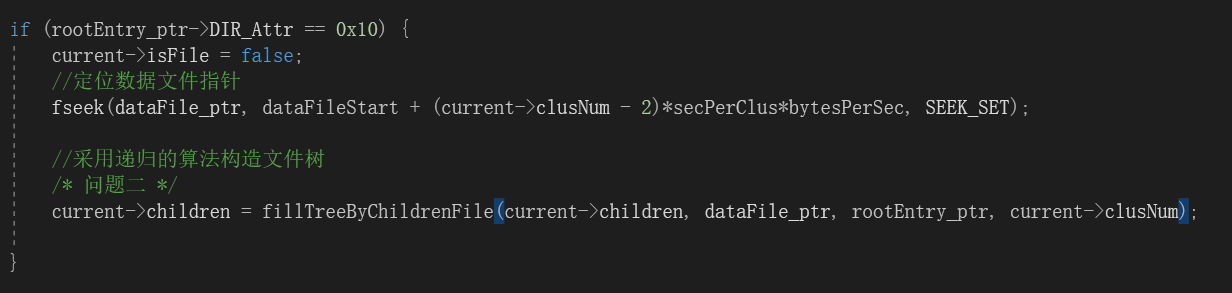 if (rootEntry_ptr->DIR_Attr == 0x10) {
    current->isFile = false;
    //定位数据文件指针
    fseek(dataFile_ptr, dataFileStart + (current->clusNum - 2)*secPerClus*bytesPerSec, SEEK_SET);
    //采用递归的算法构造文件树
    /* 问题二 */
    current->children = fillTreeByChildrenFile(current->children, dataFile_ptr, rootEntry_ptr, current->clusNum);
}